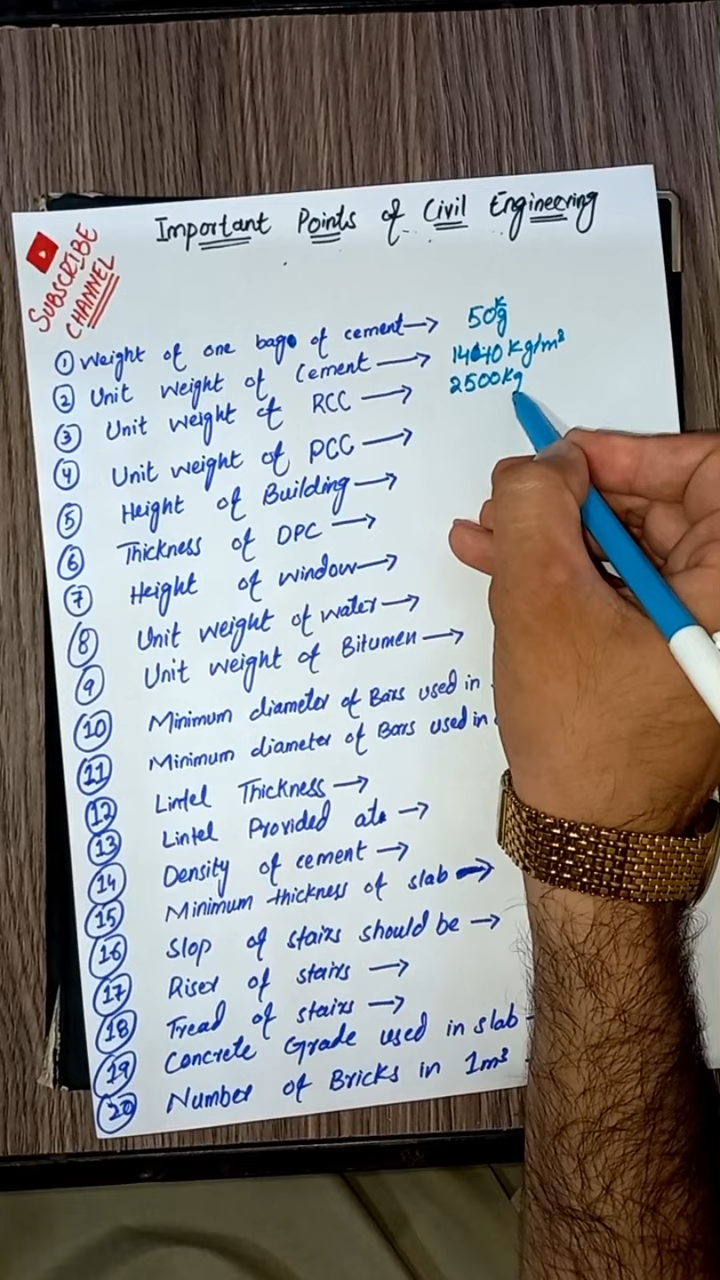 Important Points of Civil Engineering
SUBSCRIBE
CHANNEL
① Weight of one bag of cement → 50kg
② Unit weight of Cement → 1440 Kg/m³
③ Unit weight of RCC → 2500Kg
④ Unit weight of PCC →
⑤ Height of Building →
⑥ Thickness of DPC →
⑦ Height of window →
⑧ Unit weight of water →
⑨ Unit weight of Bitumen →
⑩ Minimum diameter of Bars used in
⑪ Minimum diameter of Bars used in
⑫ Lintel Thickness →
⑬ Lintel Provided at →
⑭ Density of cement →
⑮ Minimum thickness of slab →
⑯ Slop of stairs should be →
⑰ Riser of stairs →
⑱ Tread of stairs →
⑲ Concrete Grade used in slab
⑳ Number of Bricks in 1m³